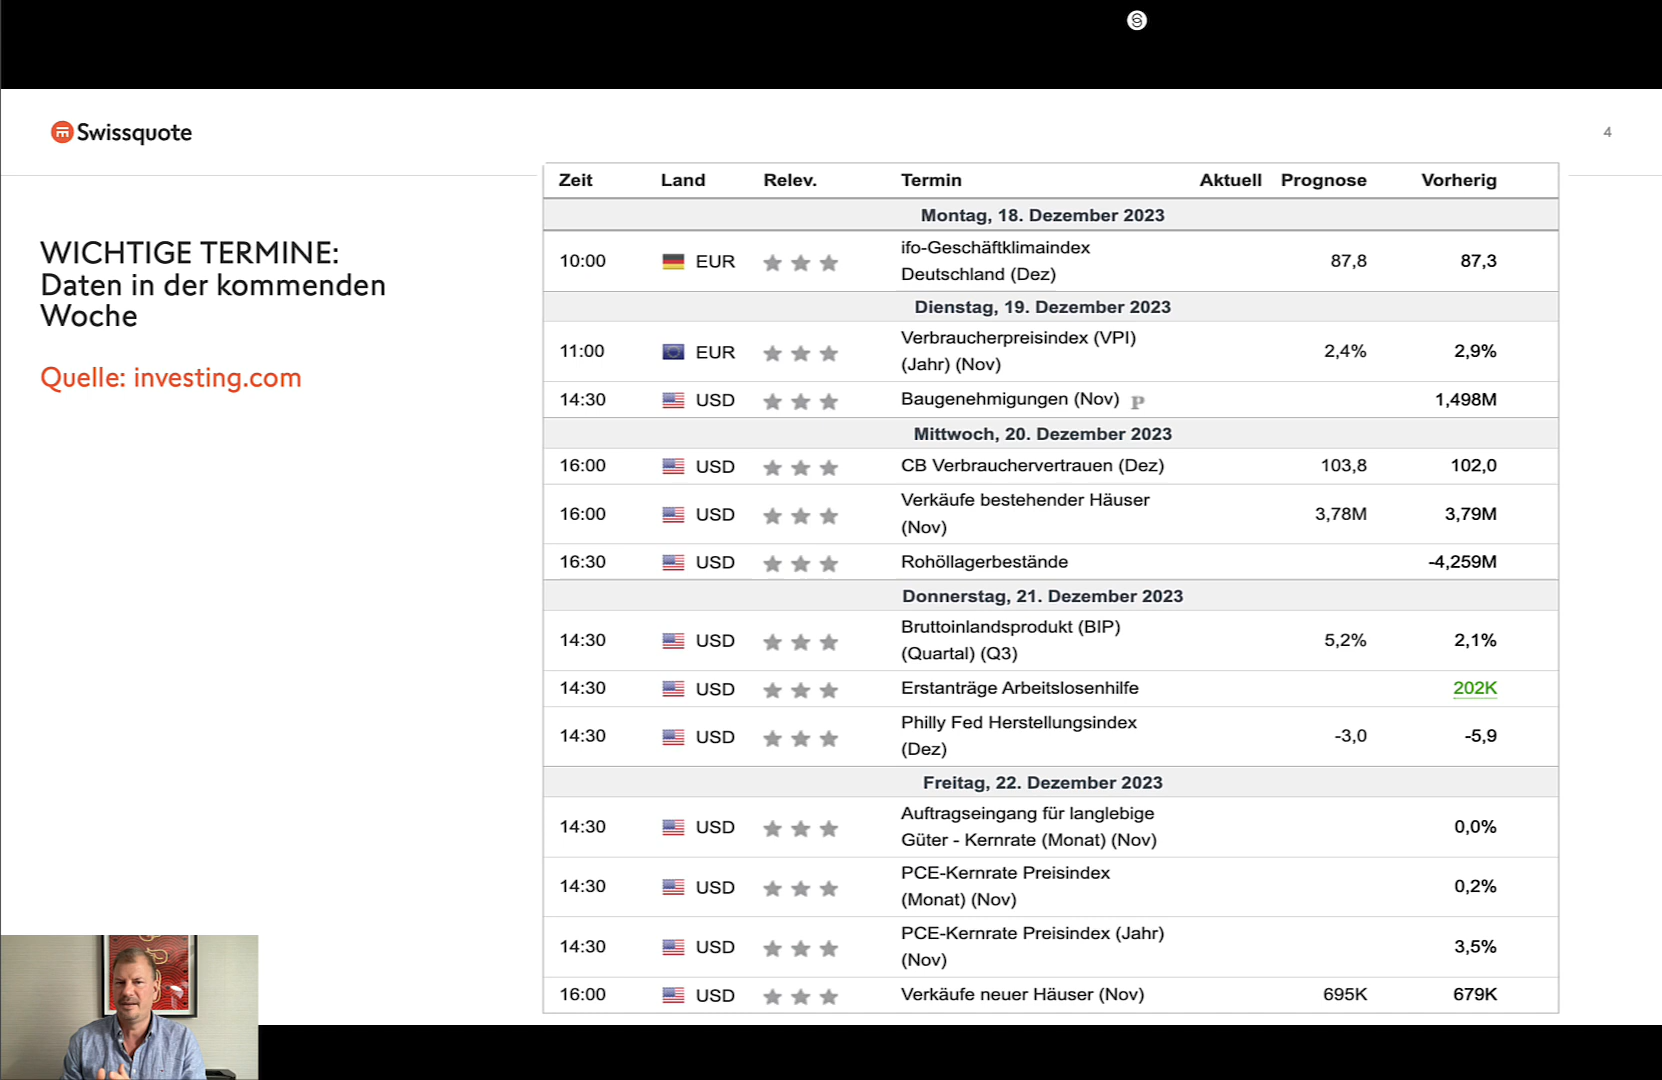 Swissquote
4
WICHTIGE TERMINE:
Daten in der kommenden
Woche
Quelle: investing.com
Zeit Land Relev. Termin Aktuell Prognose Vorherig
Montag, 18. Dezember 2023
10:00 EUR ifo-Geschäftklimaindex Deutschland (Dez) 87,8 87,3
Dienstag, 19. Dezember 2023
11:00 EUR Verbraucherpreisindex (VPI) (Jahr) (Nov) 2,4% 2,9%
14:30 USD Baugenehmigungen (Nov) P 1,498M
Mittwoch, 20. Dezember 2023
16:00 USD CB Verbrauchervertrauen (Dez) 103,8 102,0
16:00 USD Verkäufe bestehender Häuser (Nov) 3,78M 3,79M
16:30 USD Rohöllagerbestände -4,259M
Donnerstag, 21. Dezember 2023
14:30 USD Bruttoinlandsprodukt (BIP) (Quartal) (Q3) 5,2% 2,1%
14:30 USD Erstanträge Arbeitslosenhilfe 202K
14:30 USD Philly Fed Herstellungsindex (Dez) -3,0 -5,9
Freitag, 22. Dezember 2023
14:30 USD Auftragseingang für langlebige Güter - Kernrate (Monat) (Nov) 0,0%
14:30 USD PCE-Kernrate Preisindex (Monat) (Nov) 0,2%
14:30 USD PCE-Kernrate Preisindex (Jahr) (Nov) 3,5%
16:00 USD Verkäufe neuer Häuser (Nov) 695K 679K